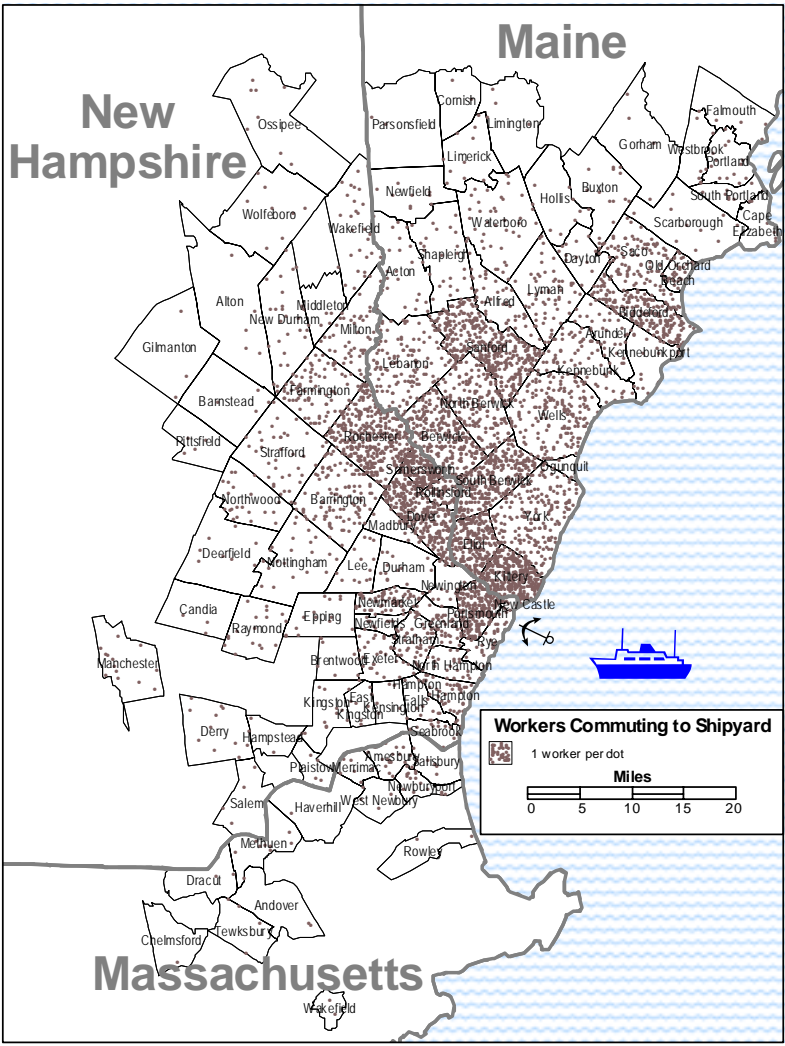 Maine
New
Hampshire
Ossipee
Parsonsfield
Cornish
Limington
Limerick
Gorham
Westbrook
Falmouth
Portland
Newfield
Wolfeboro
Wakefield
Waterboro
Hollis
Buxton
South Portland
Scarborough
Cape
Elizabeth
Acton
Shapleigh
Dayton
Saco
Old Orchard
Beach
Alton
New Durham
Middleton
Milton
Alfred
Lyman
Biddeford
Arundel
Gilmanton
Lebanon
Sanford
Kennebunkport
Kennebunk
Barnstead
Farmington
North Berwick
Wells
Pittsfield
Strafford
Rochester
Berwick
Somersworth
Ogunquit
South Berwick
Rollinsford
Northwood
Barrington
Dover
Madbury
York
Deerfield
Nottingham
Lee
Durham
Eliot
Newington
Kittery
Candia
Raymond
Epping
Newmarket
Newfields
Greenland
Portsmouth
New Castle
Stratham
Rye
Manchester
Brentwood
Exeter
North Hampton
Hampton
Falls
Hampton
Kingston
East
Kingston
Kensington
Derry
Hampstead
Seabrook
Plaistow
Merrimac
Amesbury
Salisbury
Newburyport
West Newbury
Salem
Haverhill
Methuen
Rowley
Dracut
Andover
Chelmsford
Tewksbury
Massachusetts
Wakefield
Workers Commuting to Shipyard
1 worker per dot
Miles
0 5 10 15 20